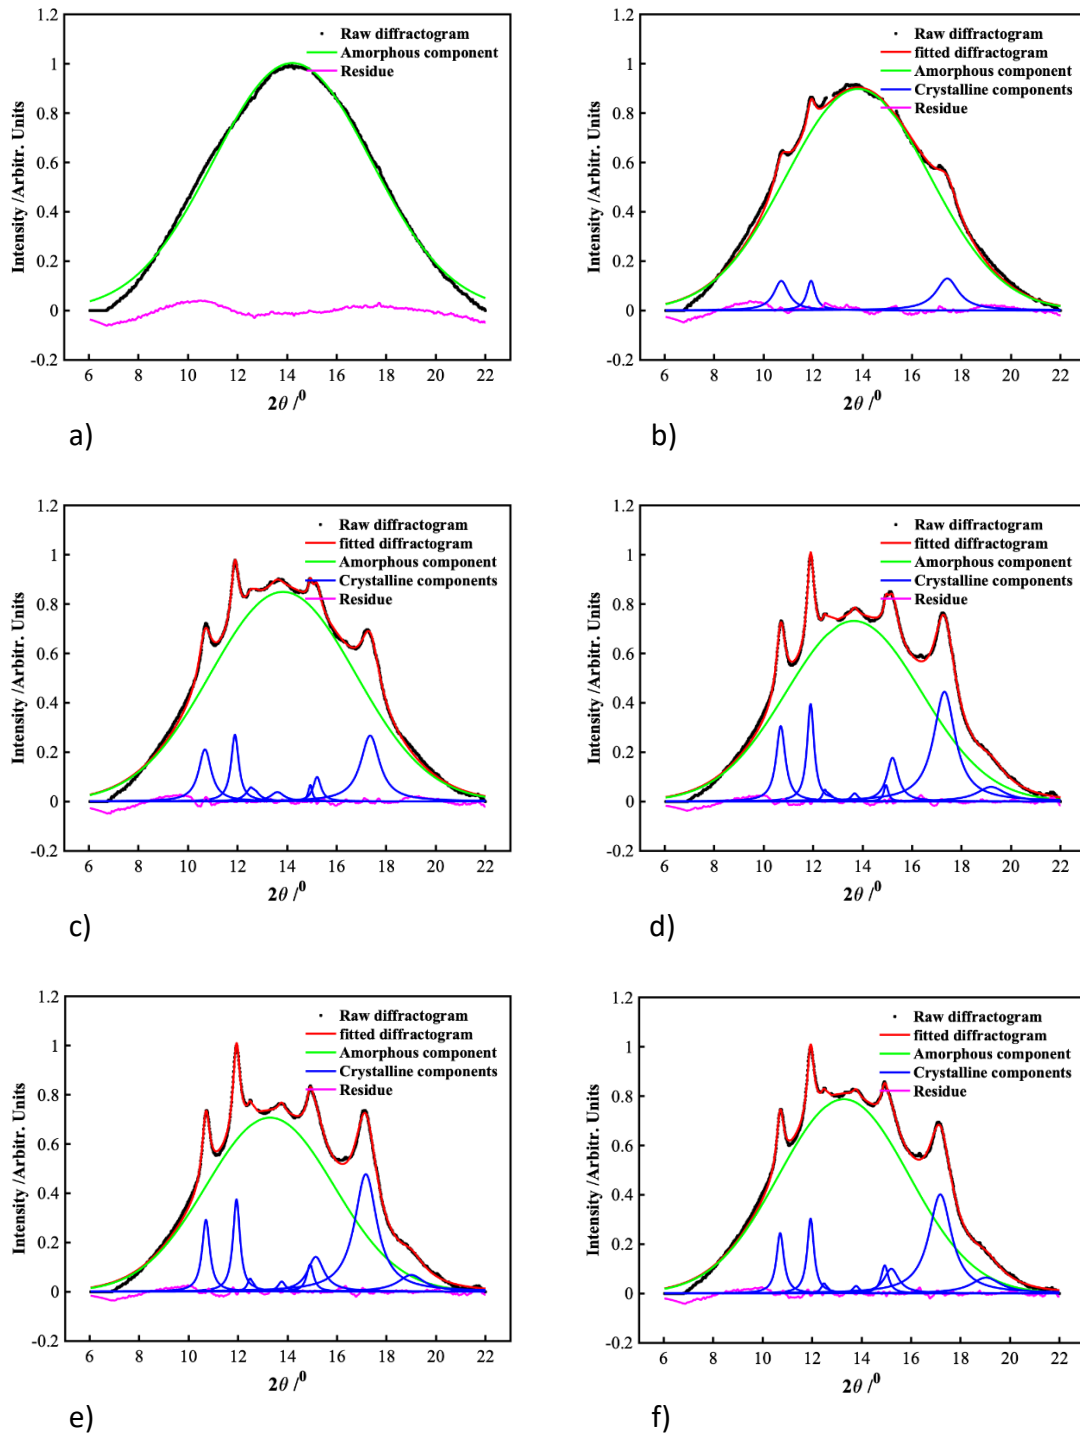 1.2
1
0.8
0.6
0.4
0.2
0
-0.2
Intensity /Arbitr. Units
Raw diffractogram
Amorphous component
Residue
6 8 10 12 14 16 18 20 22
2θ /⁰
a)
1.2
1
0.8
0.6
0.4
0.2
0
-0.2
Intensity /Arbitr. Units
Raw diffractogram
fitted diffractogram
Amorphous component
Crystalline components
Residue
6 8 10 12 14 16 18 20 22
2θ /⁰
b)
1.2
1
0.8
0.6
0.4
0.2
0
-0.2
Intensity /Arbitr. Units
Raw diffractogram
fitted diffractogram
Amorphous component
Crystalline components
Residue
6 8 10 12 14 16 18 20 22
2θ /⁰
c)
1.2
1
0.8
0.6
0.4
0.2
0
-0.2
Intensity /Arbitr. Units
Raw diffractogram
fitted diffractogram
Amorphous component
Crystalline components
Residue
6 8 10 12 14 16 18 20 22
2θ /⁰
d)
1.2
1
0.8
0.6
0.4
0.2
0
-0.2
Intensity /Arbitr. Units
Raw diffractogram
fitted diffractogram
Amorphous component
Crystalline components
Residue
6 8 10 12 14 16 18 20 22
2θ /⁰
e)
1.2
1
0.8
0.6
0.4
0.2
0
-0.2
Intensity /Arbitr. Units
Raw diffractogram
fitted diffractogram
Amorphous component
Crystalline components
Residue
6 8 10 12 14 16 18 20 22
2θ /⁰
f)